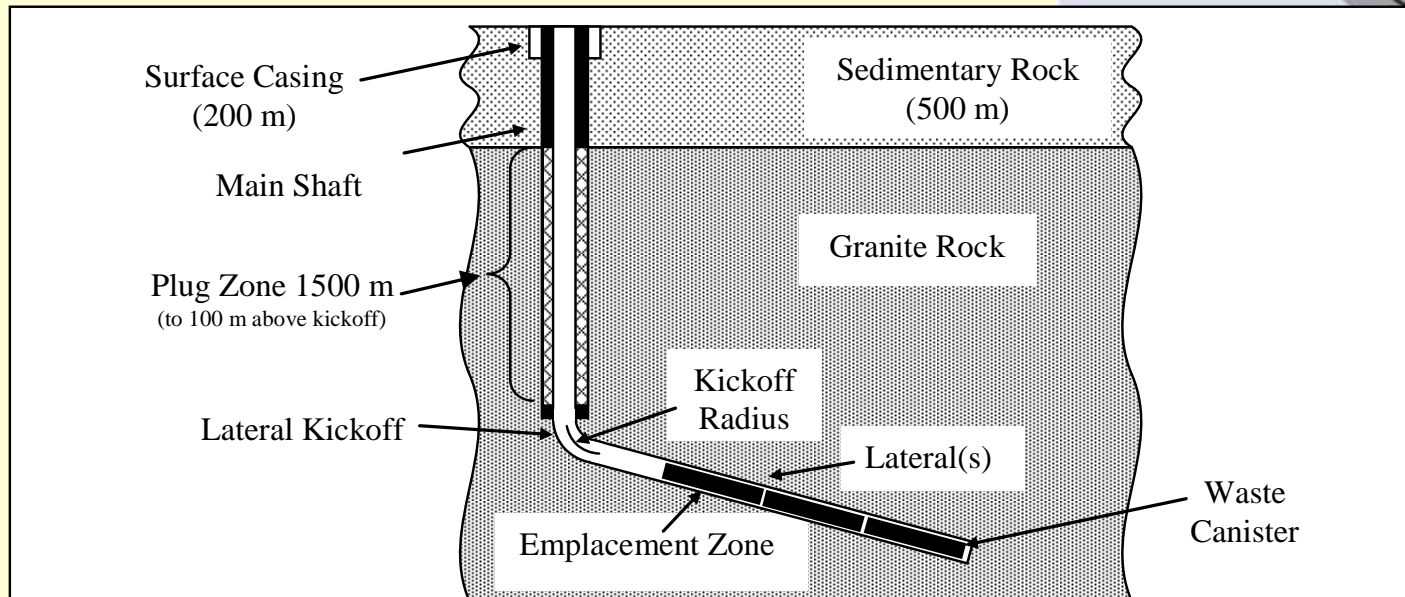 Surface Casing
(200 m)
Sedimentary Rock
(500 m)
Main Shaft
Granite Rock
Plug Zone 1500 m
(to 100 m above kickoff)
Kickoff
Radius
Lateral Kickoff
Lateral(s)
Waste
Canister
Emplacement Zone